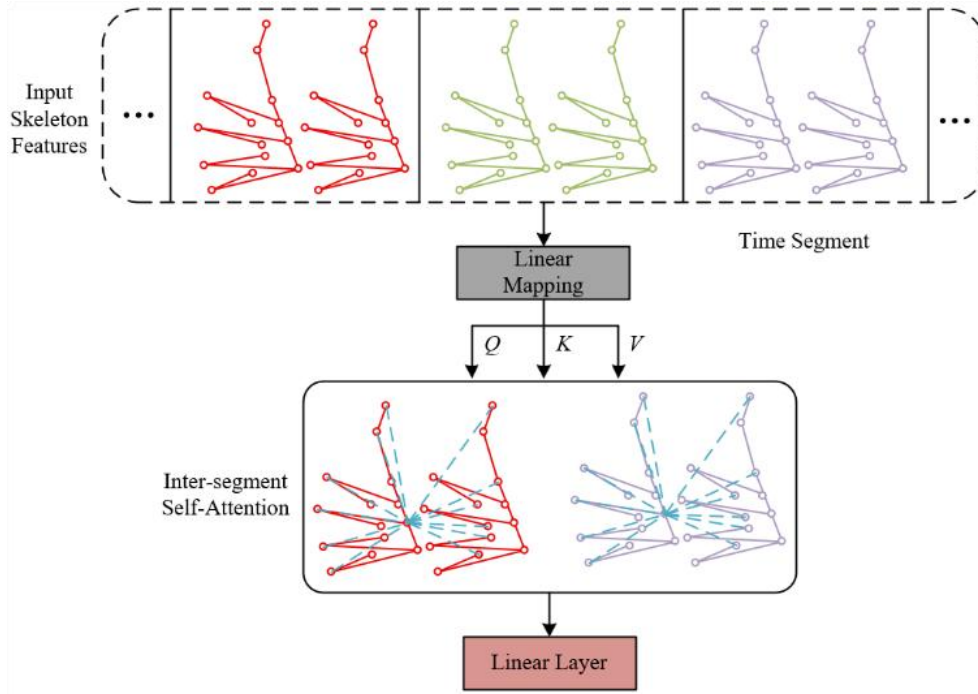 Input
Skeleton
Features
...
...
Time Segment
Linear
Mapping
Q
K
V
Inter-segment
Self-Attention
Linear Layer